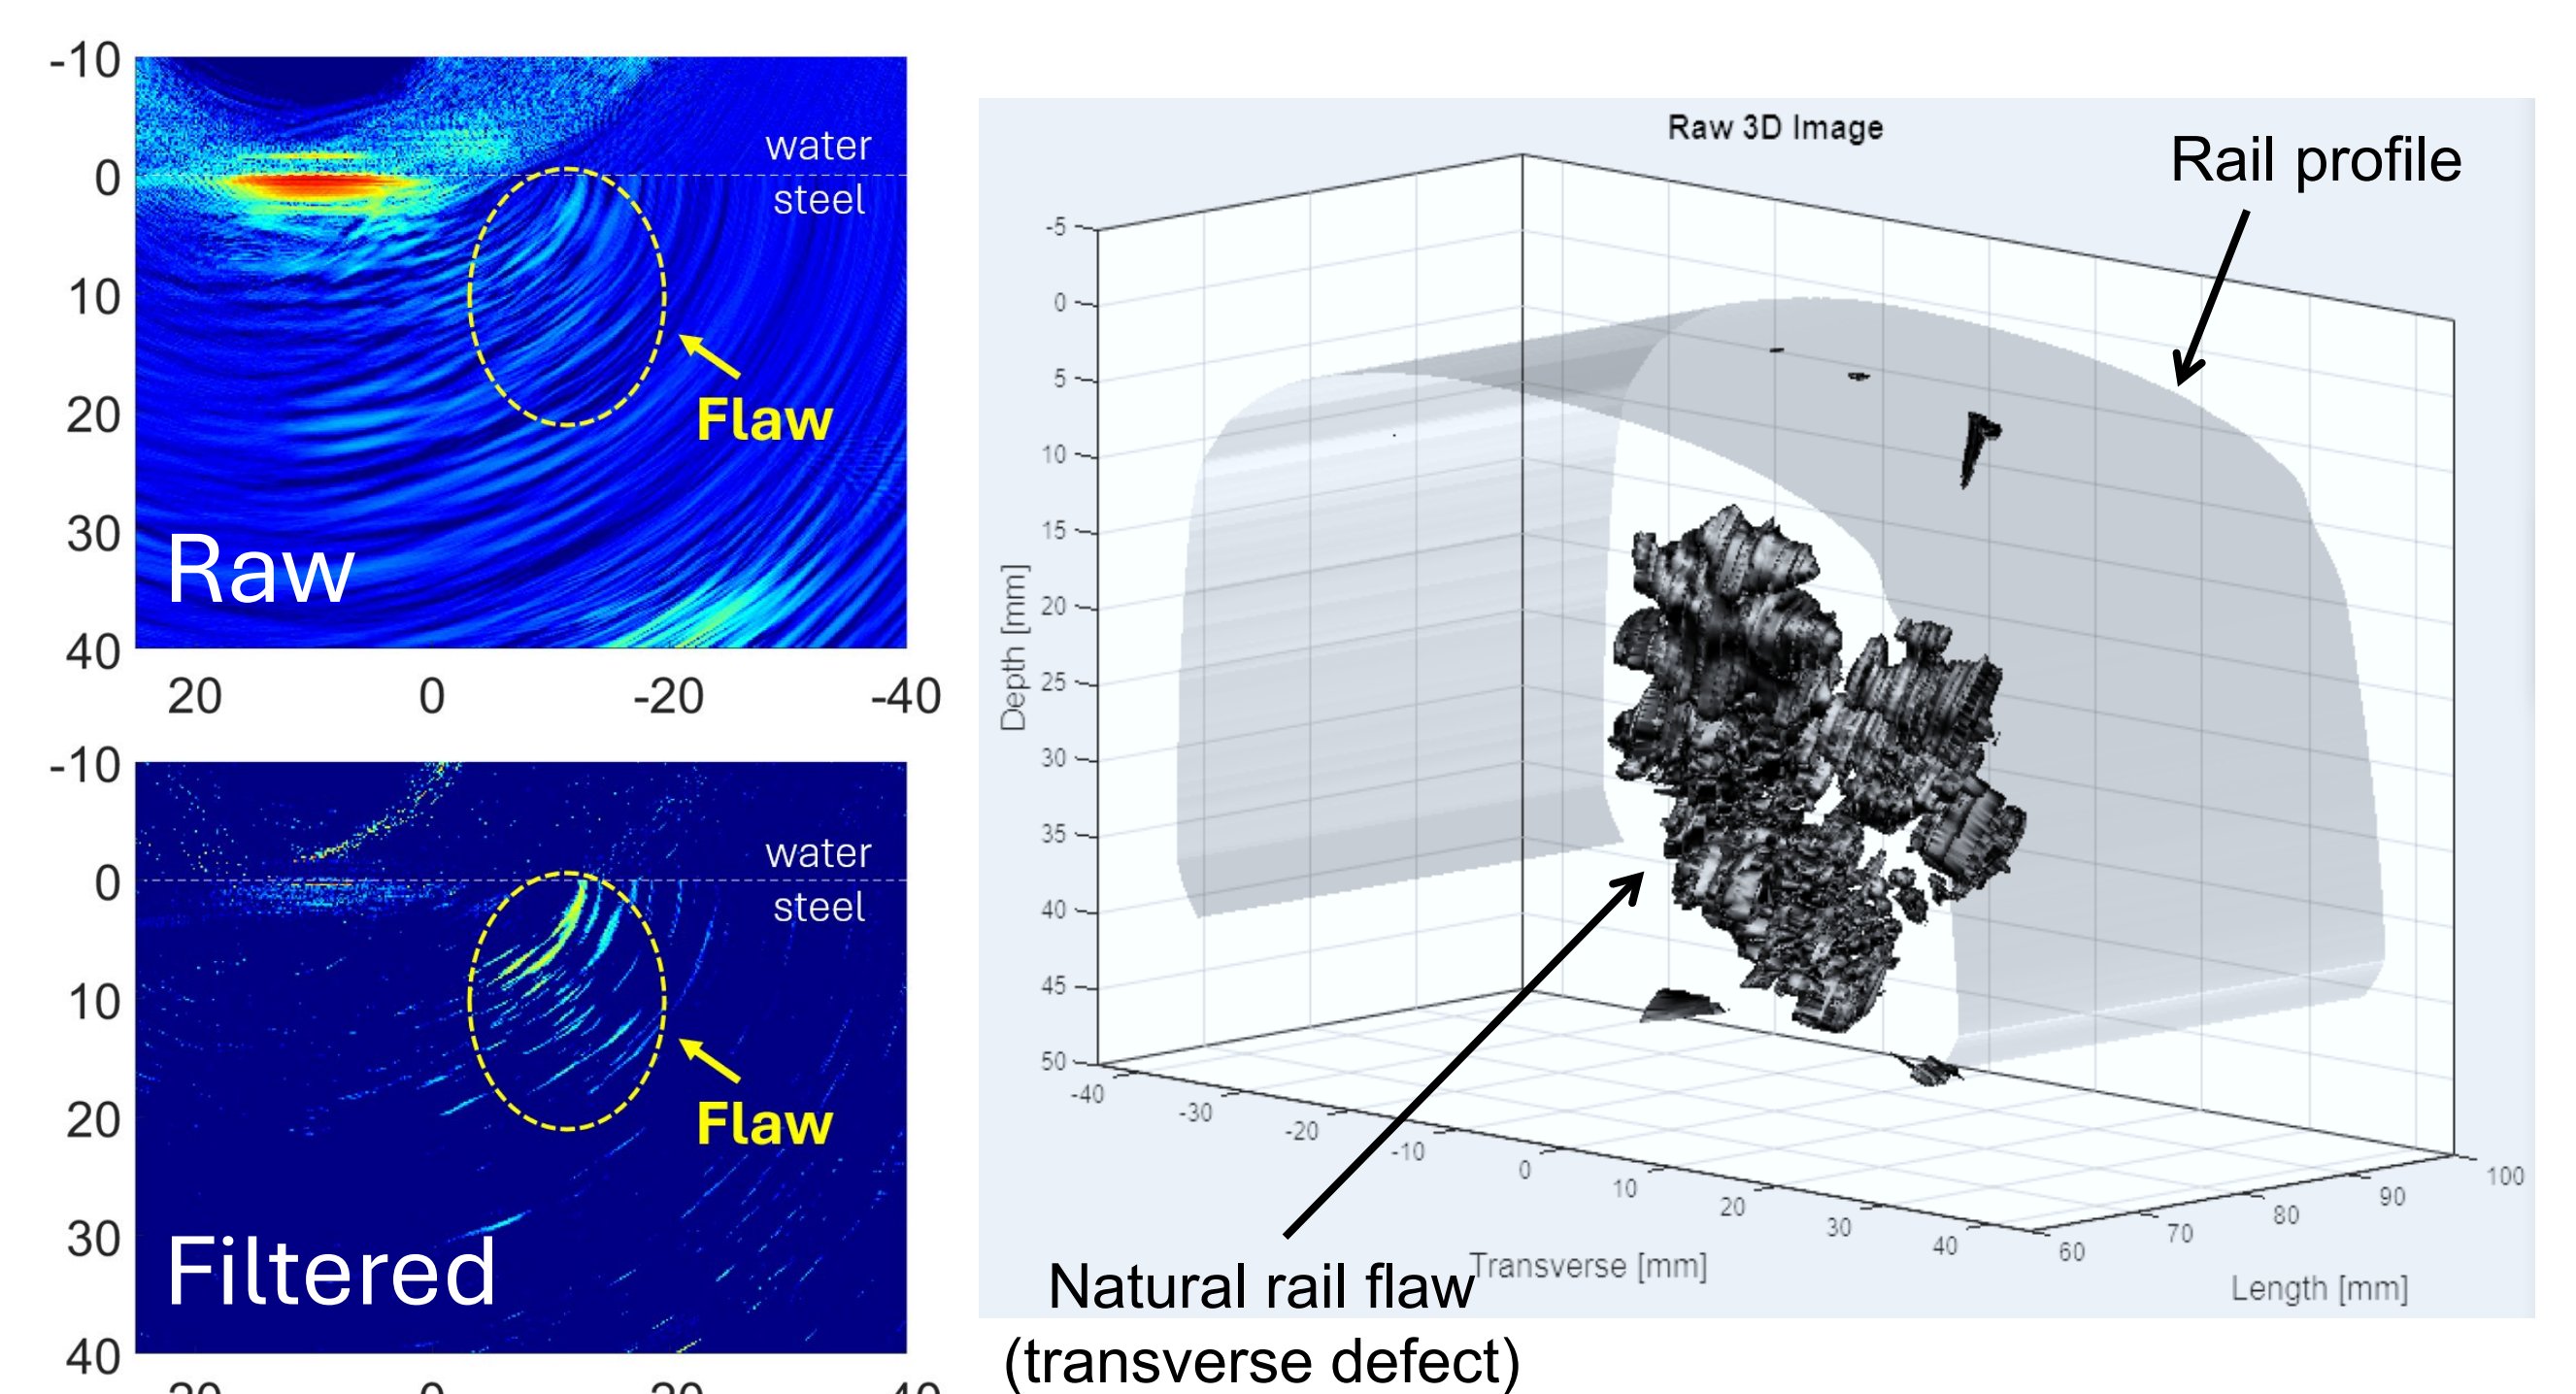 -10
0
10
20
30
40
20
0
-20
-40
water
steel
Flaw
Raw
-10
0
10
20
30
40
water
steel
Flaw
Filtered
Raw 3D Image
Rail profile
Depth [mm]
-5
0
5
10
15
20
25
30
35
40
45
50
-40
-30
-20
-10
0
10
20
30
40
Transverse [mm]
60
70
80
90
100
Length [mm]
Natural rail flaw
(transverse defect)